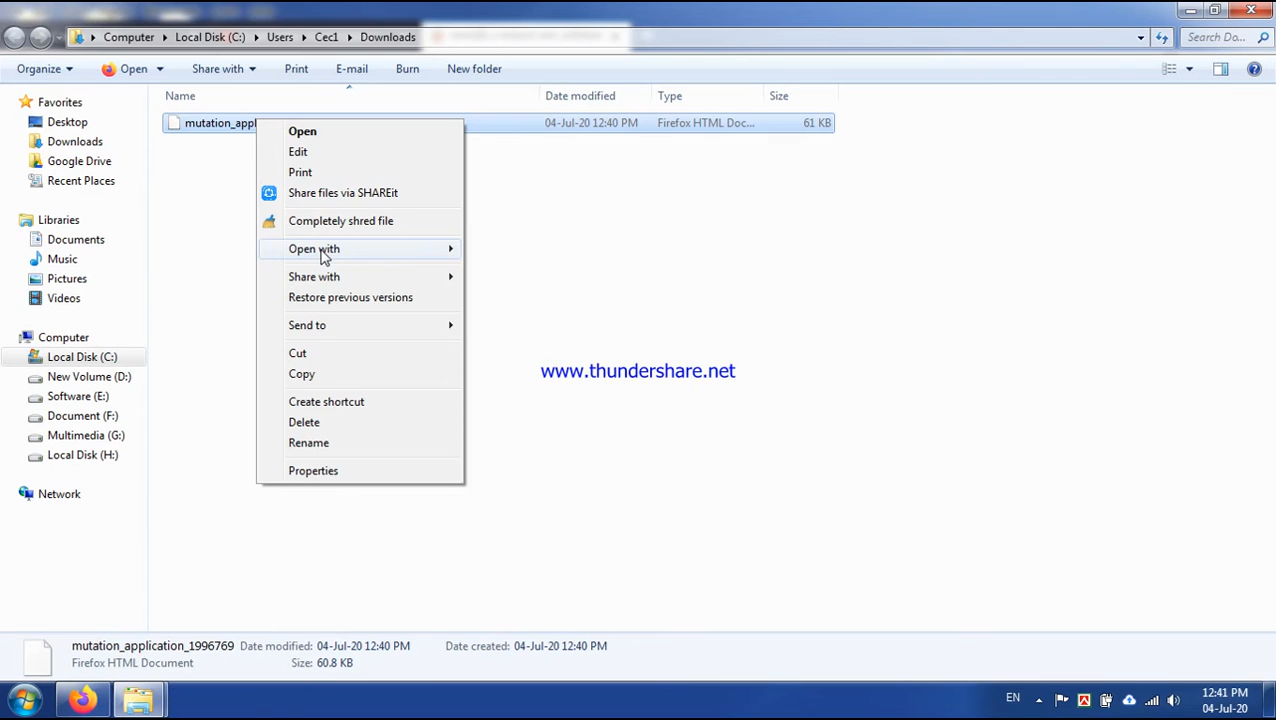 Computer ▸ Local Disk (C:) ▸ Users ▸ Cec1 ▸ Downloads
Search Do...
Organize Open Share with Print E-mail Burn New folder
Name Date modified Type Size
mutation_appl 04-Jul-20 12:40 PM Firefox HTML Doc... 61 KB
Favorites
Desktop
Downloads
Google Drive
Recent Places
Libraries
Documents
Music
Pictures
Videos
Computer
Local Disk (C:)
New Volume (D:)
Software (E:)
Document (F:)
Multimedia (G:)
Local Disk (H:)
Network
Open
Edit
Print
Share files via SHAREit
Completely shred file
Open with
Share with
Restore previous versions
Send to
Cut
Copy
Create shortcut
Delete
Rename
Properties
www.thundershare.net
mutation_application_1996769 Date modified: 04-Jul-20 12:40 PM Date created: 04-Jul-20 12:40 PM
Firefox HTML Document Size: 60.8 KB
EN
12:41 PM
04-Jul-20